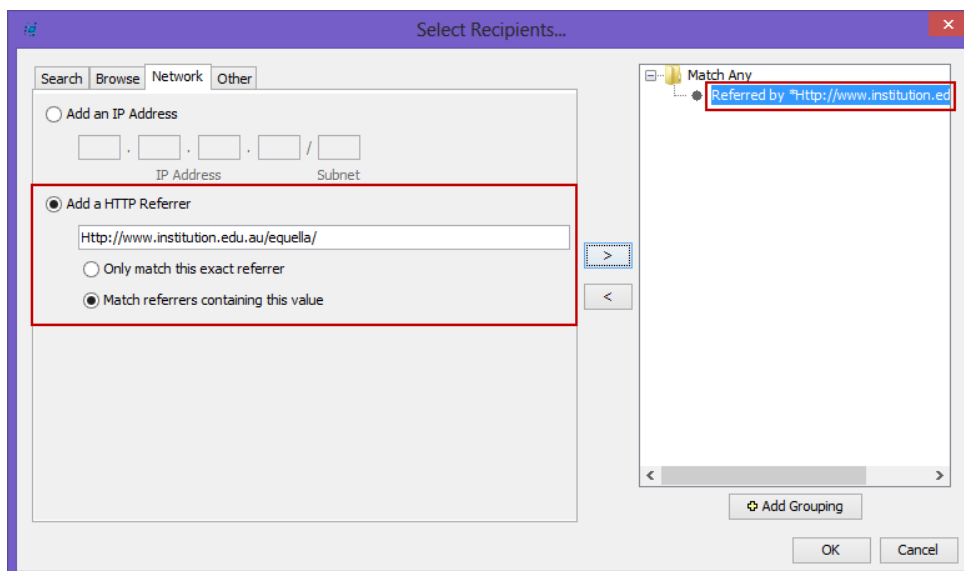 Select Recipients...
Search Browse Network Other
Add an IP Address
. . . /
IP Address Subnet
Add a HTTP Referrer
Http://www.institution.edu.au/equella/
Only match this exact referrer
Match referrers containing this value
>
<
Match Any
Referred by *Http://www.institution.ed
Add Grouping
OK Cancel